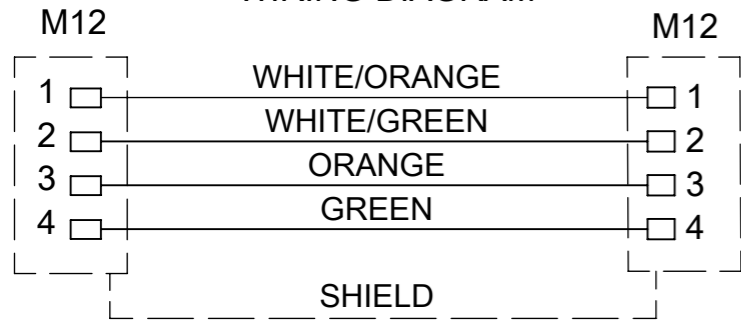 M12 M12
1 WHITE/ORANGE 1
2 WHITE/GREEN 2
3 ORANGE 3
4 GREEN 4
SHIELD